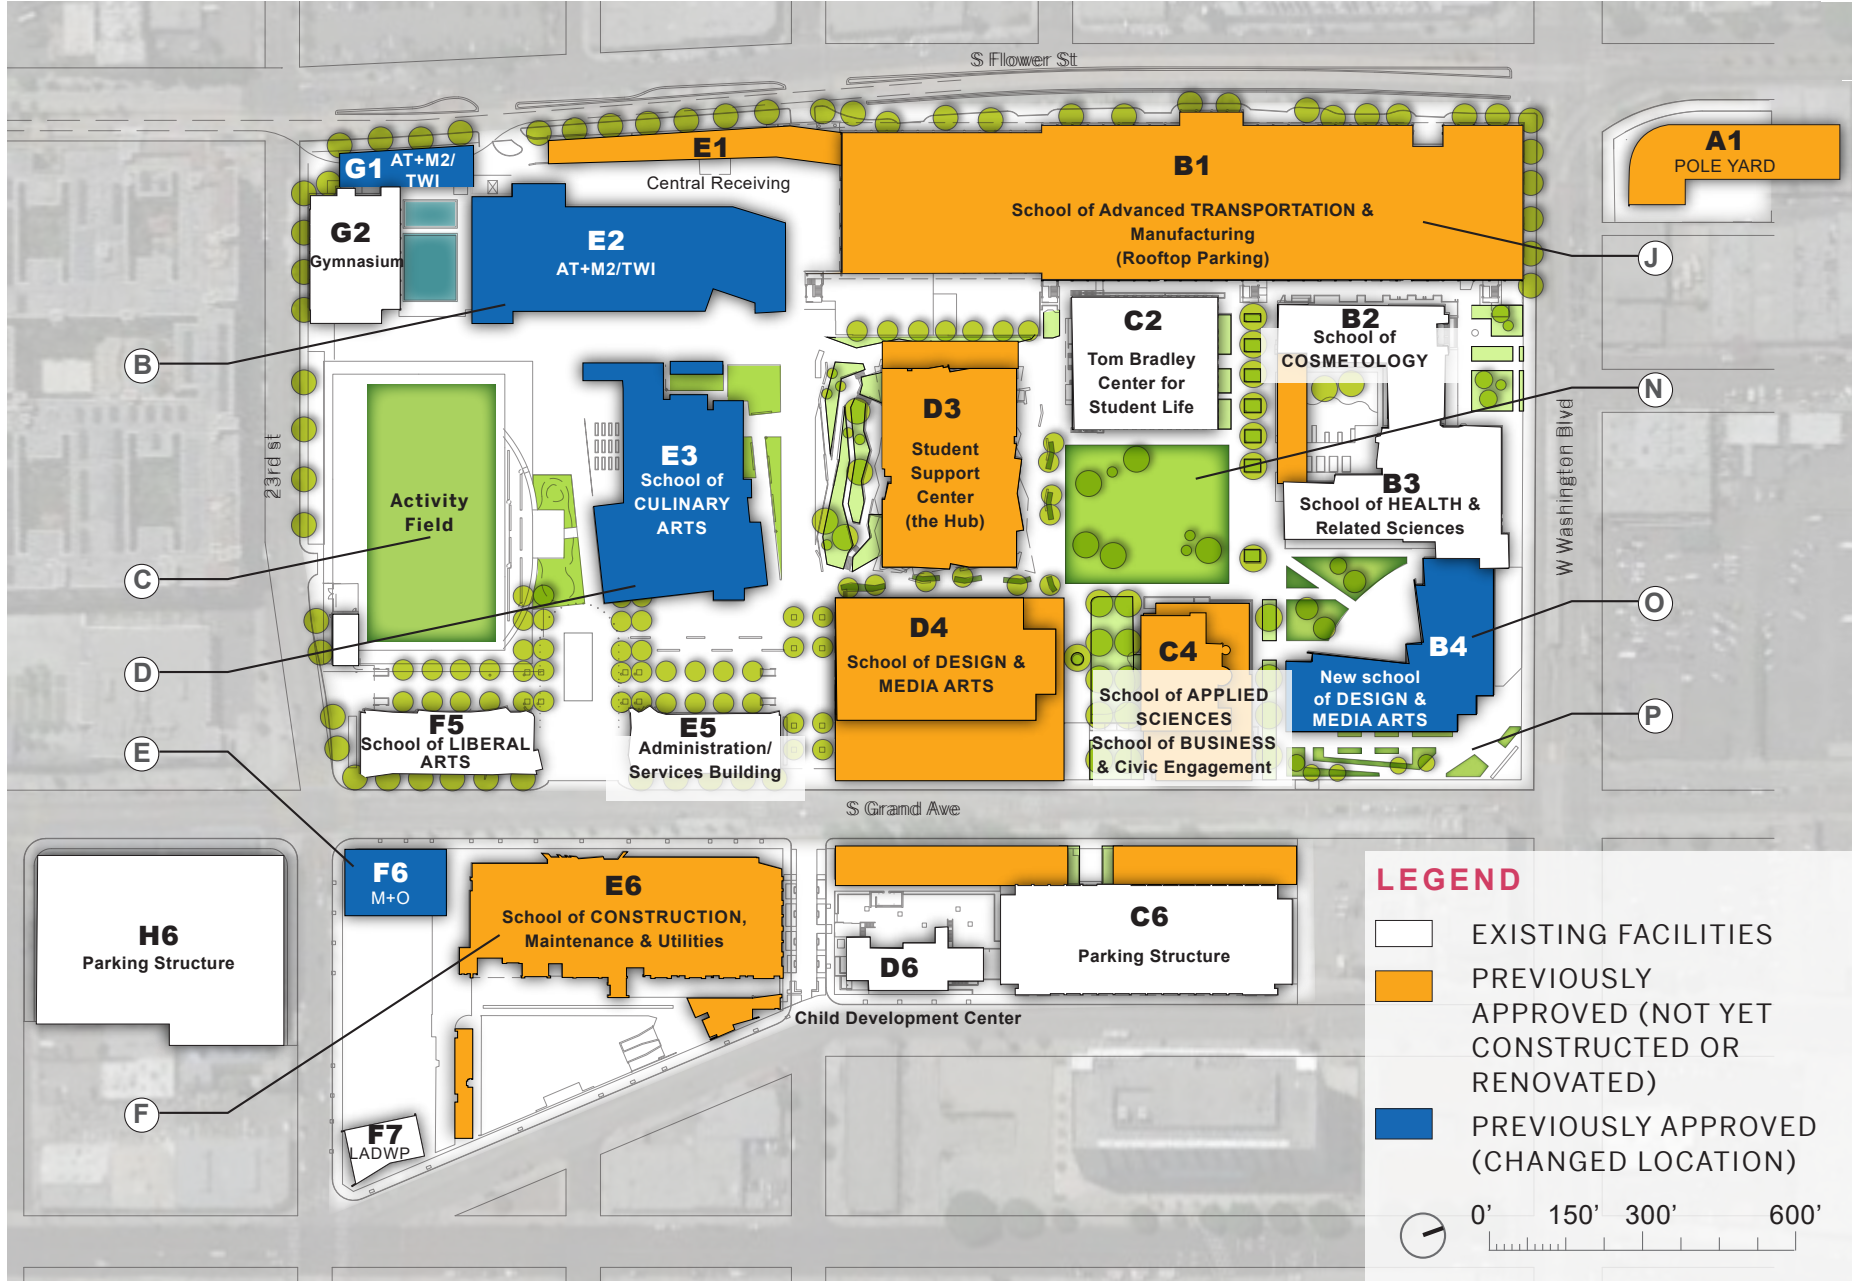 S Flower St
A1
POLE YARD
E1
Central Receiving
G1
AT+M2/
TWI
B1
School of Advanced TRANSPORTATION &
Manufacturing
(Rooftop Parking)
G2
Gymnasium
E2
AT+M2/TWI
J
B
C2
Tom Bradley
Center for
Student Life
B2
School of
COSMETOLOGY
N
D3
Student
Support
Center
(the Hub)
E3
School of
CULINARY
ARTS
23rd st
Activity
Field
W Washington Blvd
B3
School of HEALTH &
Related Sciences
C
O
D
D4
School of DESIGN &
MEDIA ARTS
C4
School of APPLIED
SCIENCES
School of BUSINESS
& Civic Engagement
B4
New school
of DESIGN &
MEDIA ARTS
P
F5
School of LIBERAL
ARTS
E5
Administration/
Services Building
E
S Grand Ave
F6
M+O
E6
School of CONSTRUCTION,
Maintenance & Utilities
H6
Parking Structure
C6
Parking Structure
D6
Child Development Center
F
F7
LADWP
LEGEND
EXISTING FACILITIES
PREVIOUSLY
APPROVED (NOT YET
CONSTRUCTED OR
RENOVATED)
PREVIOUSLY APPROVED
(CHANGED LOCATION)
0' 150' 300' 600'